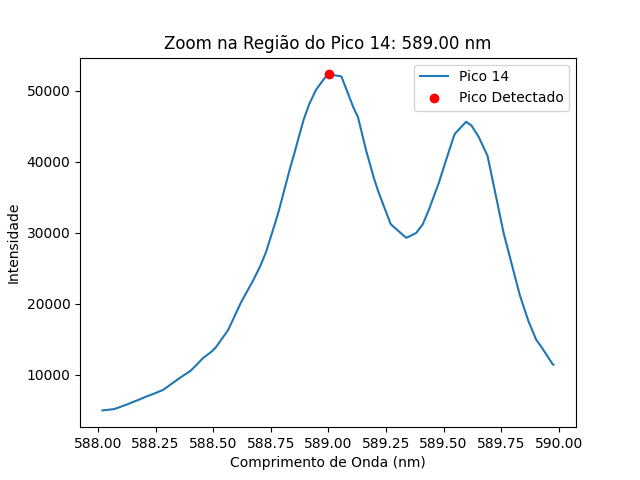 Zoom na Região do Pico 14: 589.00 nm
Pico 14
Pico Detectado
Intensidade
50000
40000
30000
20000
10000
588.00 588.25 588.50 588.75 589.00 589.25 589.50 589.75 590.00
Comprimento de Onda (nm)